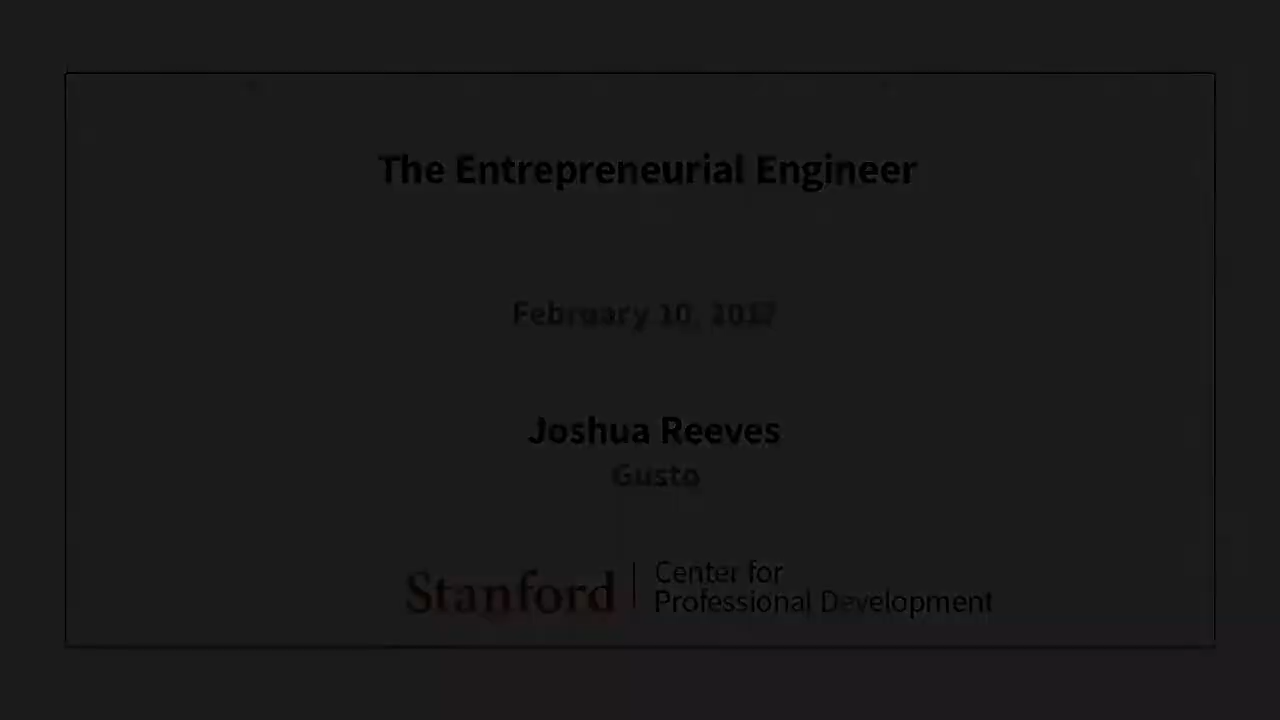 The Entrepreneurial Engineer
February 10, 2017
Joshua Reeves
Gusto
Stanford
Center for
Professional Development